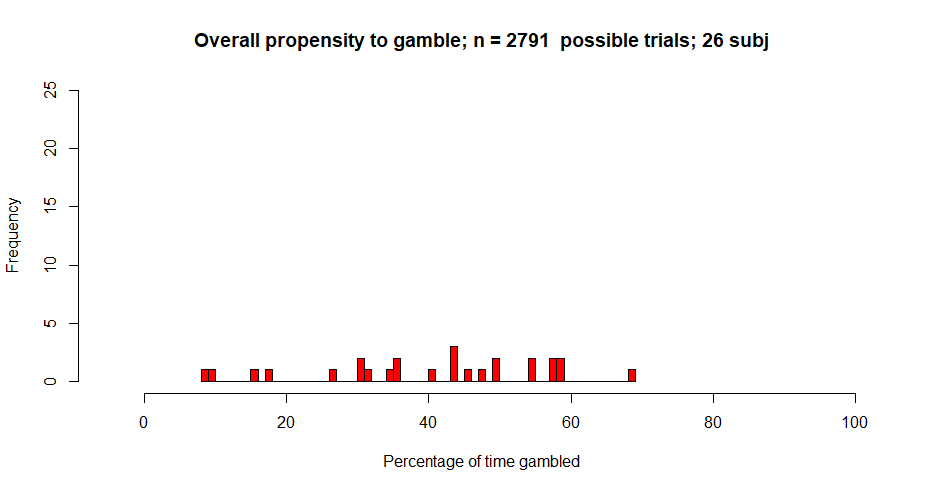 Overall propensity to gamble; n = 2791  possible trials; 26 subj
Frequency
25
20
15
10
5
0
0 20 40 60 80 100
Percentage of time gambled